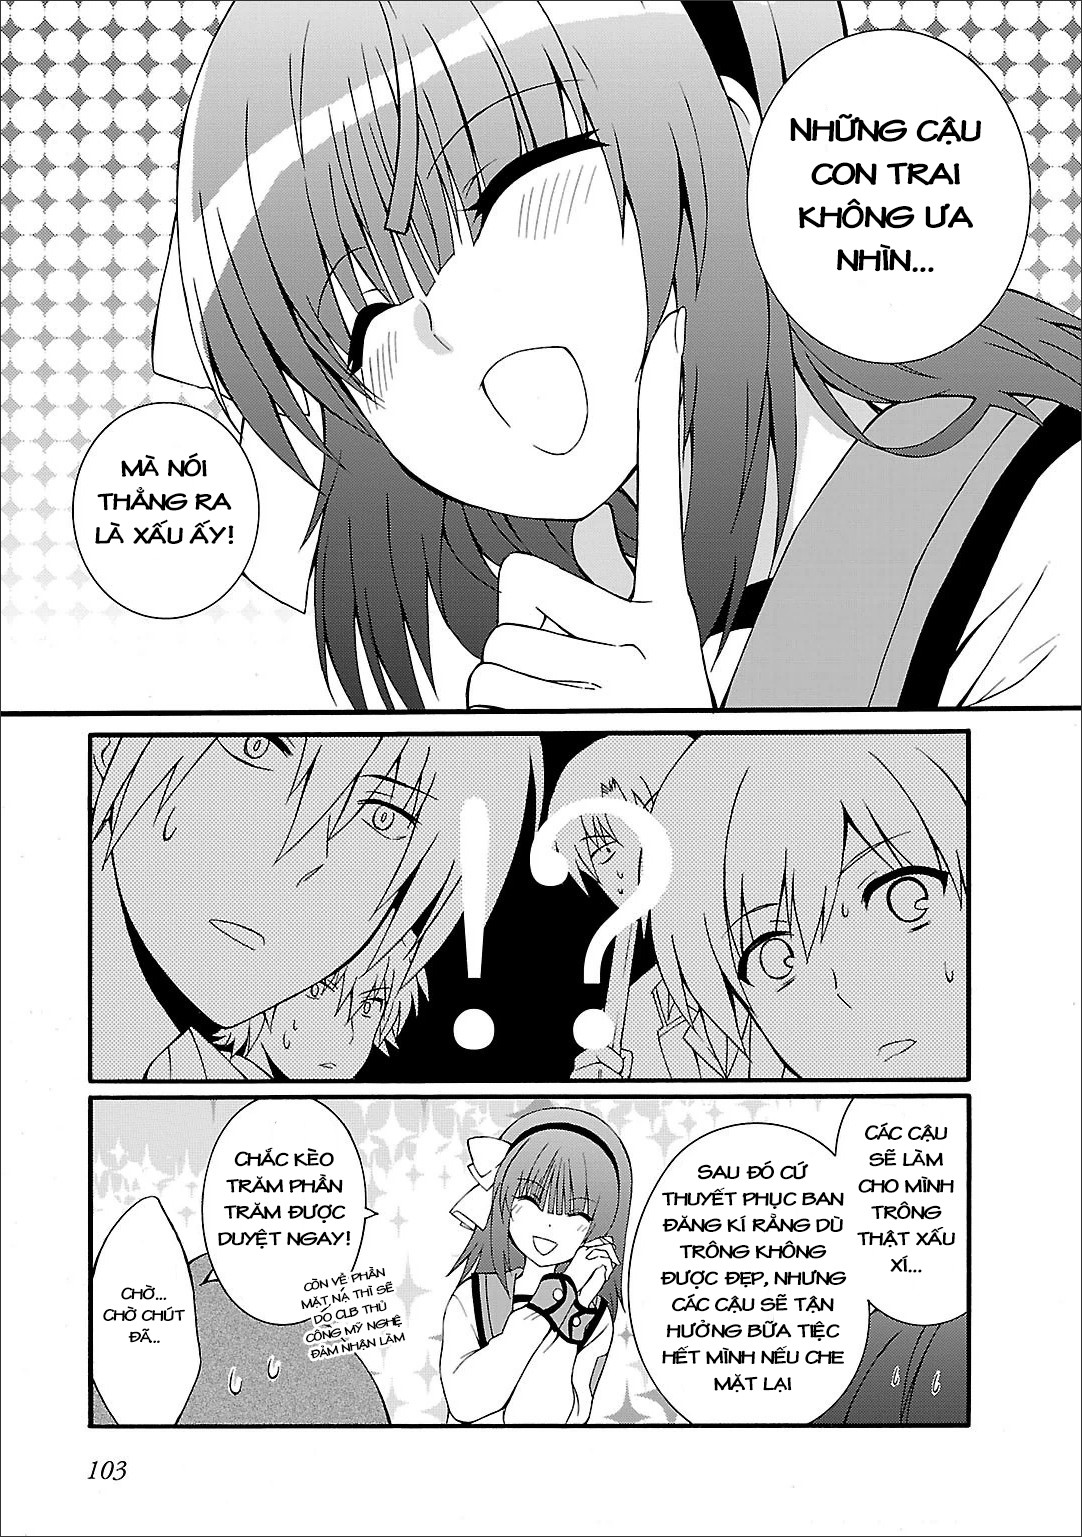 NHỮNG CẬU
CON TRAI
KHÔNG ƯA
NHÌN...
MÀ NÓI
THẲNG RA
LÀ XẤU ẤY!
!?
CÁC CẬU
SẼ LÀM
CHO MÌNH
TRÔNG
THẬT XẤU
XÍ...
SAU ĐÓ CỨ
THUYẾT PHỤC BAN
ĐĂNG KÍ RẰNG DÙ
TRÔNG KHÔNG
ĐƯỢC ĐẸP, NHƯNG
CÁC CẬU SẼ TẬN
HƯỞNG BỮA TIỆC
HẾT MÌNH NẾU CHE
MẶT LẠI
CHẮC KÈO
TRĂM PHẦN
TRĂM ĐƯỢC
DUYỆT NGAY!
CÒN VỀ PHẦN
MẶT NẠ THÌ SẼ
DO CLB THỦ
CÔNG MỸ NGHỆ
ĐẢM NHẬN LÀM
CHỜ...
CHỜ CHÚT
ĐÃ...
103